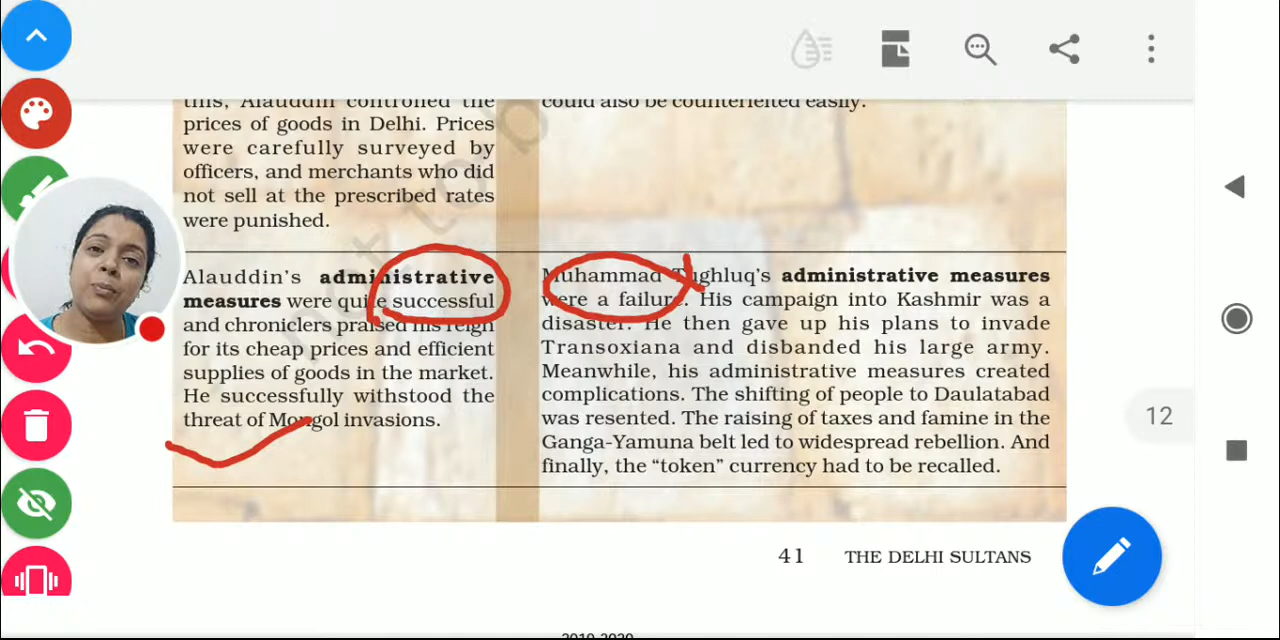 this, Alauddin controlled the
prices of goods in Delhi. Prices
were carefully surveyed by
officers, and merchants who did
not sell at the prescribed rates
were punished.
could also be counterfeited easily.
Alauddin's administrative
measures were quite successful
and chroniclers praised his reign
for its cheap prices and efficient
supplies of goods in the market.
He successfully withstood the
threat of Mongol invasions.
Muhammad Tughluq's administrative measures
were a failure. His campaign into Kashmir was a
disaster. He then gave up his plans to invade
Transoxiana and disbanded his large army.
Meanwhile, his administrative measures created
complications. The shifting of people to Daulatabad
was resented. The raising of taxes and famine in the
Ganga-Yamuna belt led to widespread rebellion. And
finally, the “token” currency had to be recalled.
12
41 THE DELHI SULTANS
2019-2020
not to b